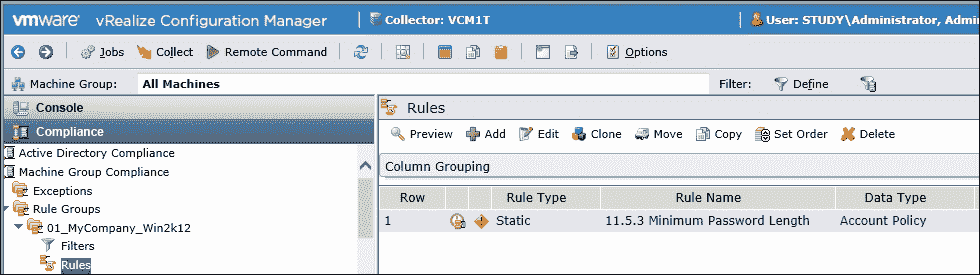 vmware vRealize Configuration Manager Collector: VCM1T User: STUDY\Administrator, Admi
Jobs Collect Remote Command Options
Machine Group: All Machines Filter: Define
Console
Compliance
Active Directory Compliance
Machine Group Compliance
Exceptions
Rule Groups
01_MyCompany_Win2k12
Filters
Rules
Rules
Preview Add Edit Clone Move Copy Set Order Delete
Column Grouping
Row Rule Type Rule Name Data Type
1 Static 11.5.3 Minimum Password Length Account Policy